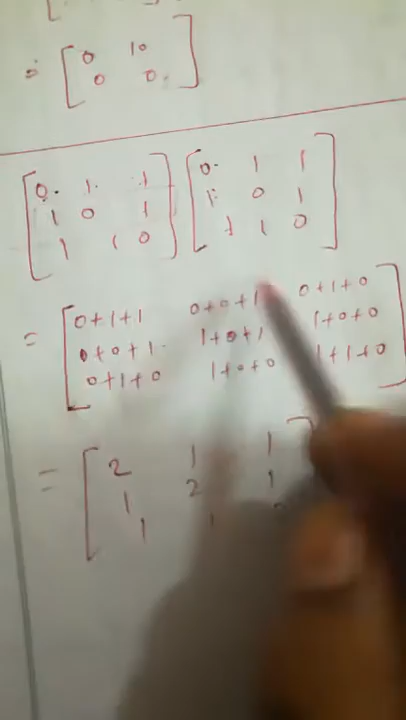 [ 0 10
0 0 ]
[ 0 1 1 ] [ 0 1 1 ]
1 0 1 1 0 1
1 1 0 1 1 0
= [ 0+1+1 0+0+1 0+1+0 ]
0+0+1 1+0+1 1+0+0
0+1+0 1+0+0 1+1+0
= [ 2 1 1 ]
1 2 1
1